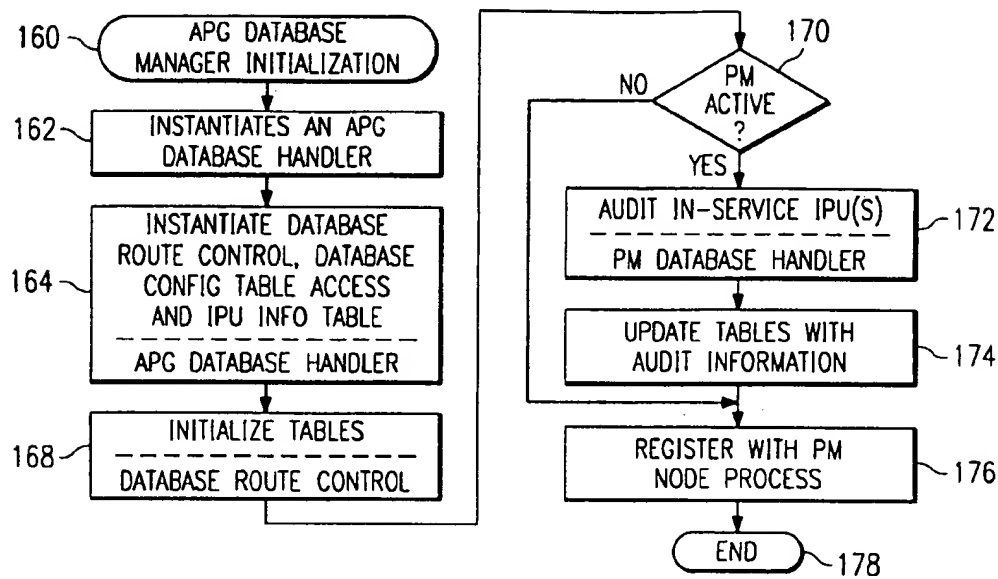 160
APG DATABASE
MANAGER INITIALIZATION
162
INSTANTIATES AN APG
DATABASE HANDLER
164
INSTANTIATE DATABASE
ROUTE CONTROL, DATABASE
CONFIG TABLE ACCESS
AND IPU INFO TABLE
APG DATABASE HANDLER
168
INITIALIZE TABLES
DATABASE ROUTE CONTROL
170
PM
ACTIVE
?
NO
YES
AUDIT IN-SERVICE IPU(S)
PM DATABASE HANDLER
172
UPDATE TABLES WITH
AUDIT INFORMATION
174
REGISTER WITH PM
NODE PROCESS
176
END
178